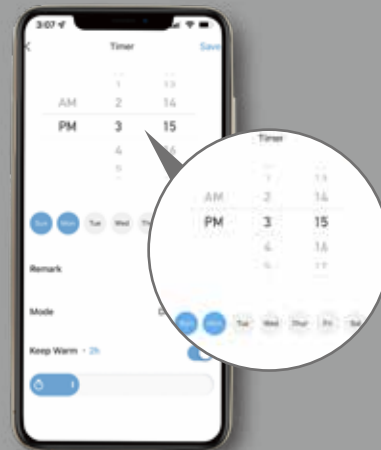 3:07
Timer
Save
1 13
AM 2 14
PM 3 15
4 16
5
Sun Mon Tue Wed
Remark
Mode
Keep Warm · 2h
Timer
1 13
AM 2 14
PM 3 15
4 16
5 17
Sun Mon Tue Wed Thur Fri Sat